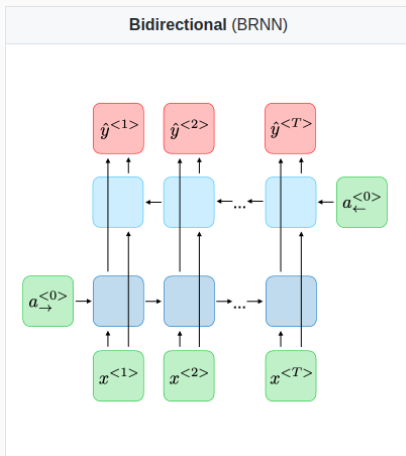 Bidirectional (BRNN)
ŷ<1> ŷ<2> ŷ<T>
... a←<0>
a→<0> ...
x<1> x<2> x<T>